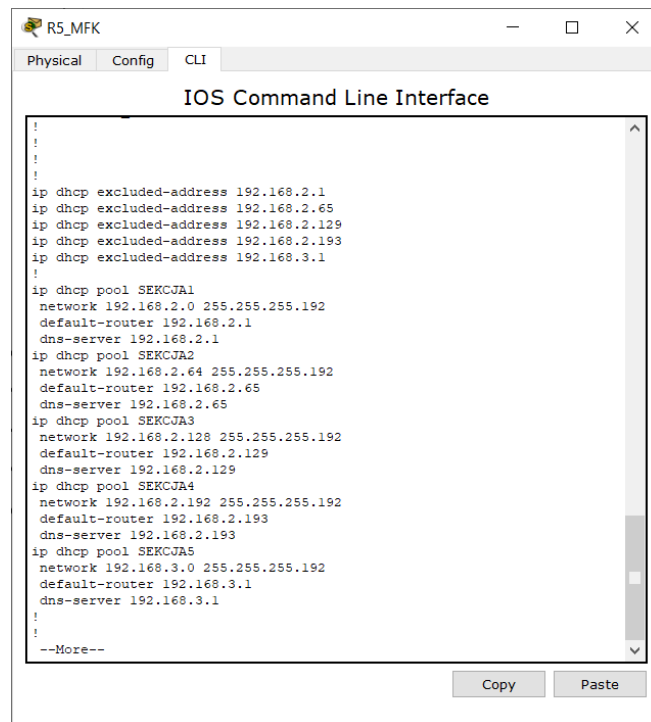 R5_MFK
Physical Config CLI
IOS Command Line Interface
!
!
!
!
ip dhcp excluded-address 192.168.2.1
ip dhcp excluded-address 192.168.2.65
ip dhcp excluded-address 192.168.2.129
ip dhcp excluded-address 192.168.2.193
ip dhcp excluded-address 192.168.3.1
!
ip dhcp pool SEKCJA1
network 192.168.2.0 255.255.255.192
default-router 192.168.2.1
dns-server 192.168.2.1
ip dhcp pool SEKCJA2
network 192.168.2.64 255.255.255.192
default-router 192.168.2.65
dns-server 192.168.2.65
ip dhcp pool SEKCJA3
network 192.168.2.128 255.255.255.192
default-router 192.168.2.129
dns-server 192.168.2.129
ip dhcp pool SEKCJA4
network 192.168.2.192 255.255.255.192
default-router 192.168.2.193
dns-server 192.168.2.193
ip dhcp pool SEKCJA5
network 192.168.3.0 255.255.255.192
default-router 192.168.3.1
dns-server 192.168.3.1
!
!
--More--
Copy Paste